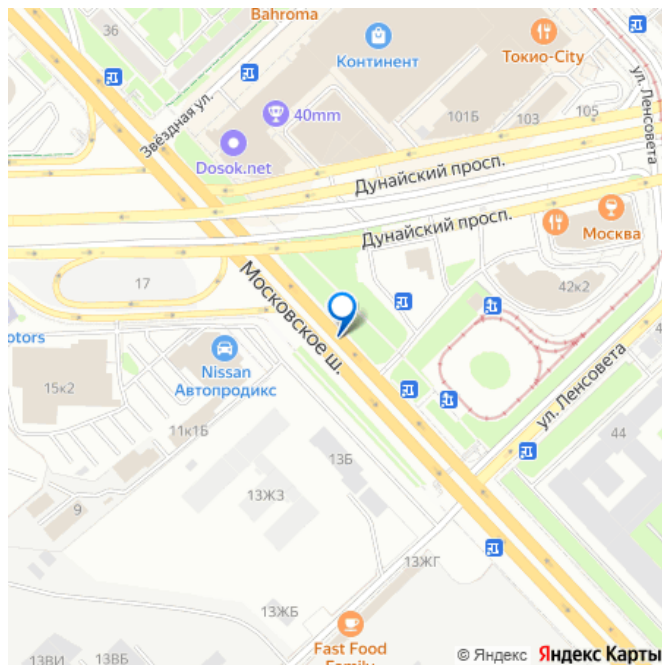 Bahroma
36
Континент
Токио-City
Звёздная ул.
40mm
101Б
103
105
ул. Ленсовета
Dosok.net
Дунайский просп.
Дунайский просп.
Москва
17
42к2
Московское ш.
otors
Nissan
Автопродикс
15к2
11к1Б
ул. Ленсовета
44
13Б
13Ж3
9
13ЖГ
13ЖБ
Fast Food
Family
13ВИ
13ВБ
© Яндекс Яндекс Карты